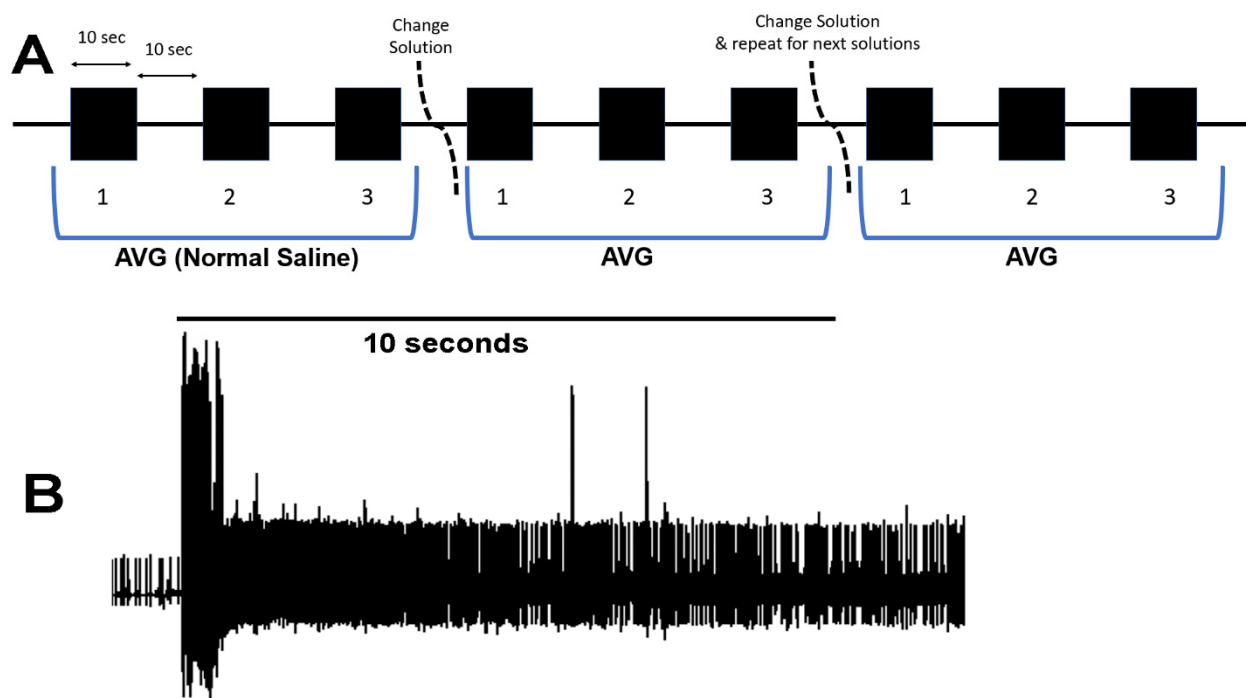 A
10 sec
10 sec
Change
Solution
Change Solution
& repeat for next solutions
1
2
3
1
2
3
1
2
3
AVG (Normal Saline)
AVG
AVG
10 seconds
B